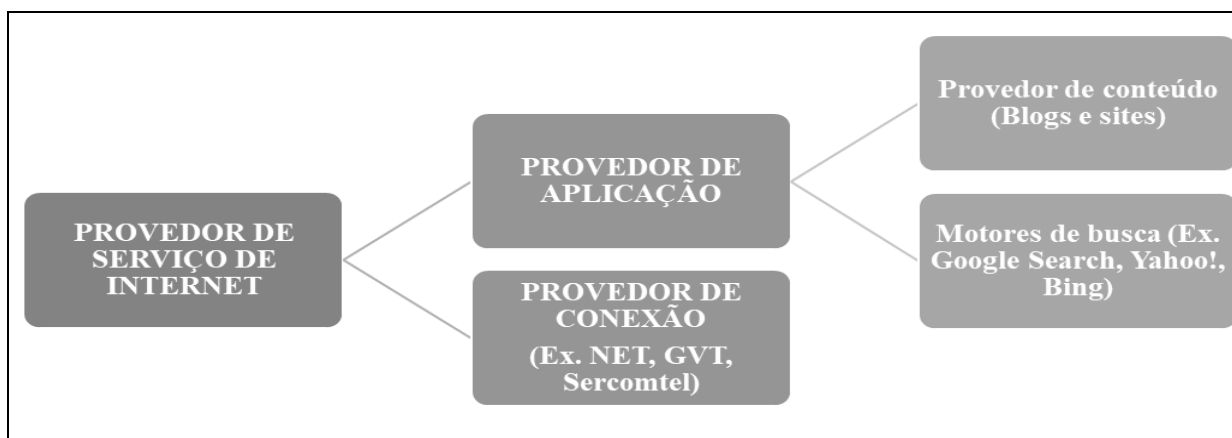 PROVEDOR DE
SERVIÇO DE
INTERNET
PROVEDOR DE
APLICAÇÃO
PROVEDOR DE
CONEXÃO
(Ex. NET, GVT,
Sercomtel)
Provedor de conteúdo
(Blogs e sites)
Motores de busca (Ex.
Google Search, Yahoo!,
Bing)